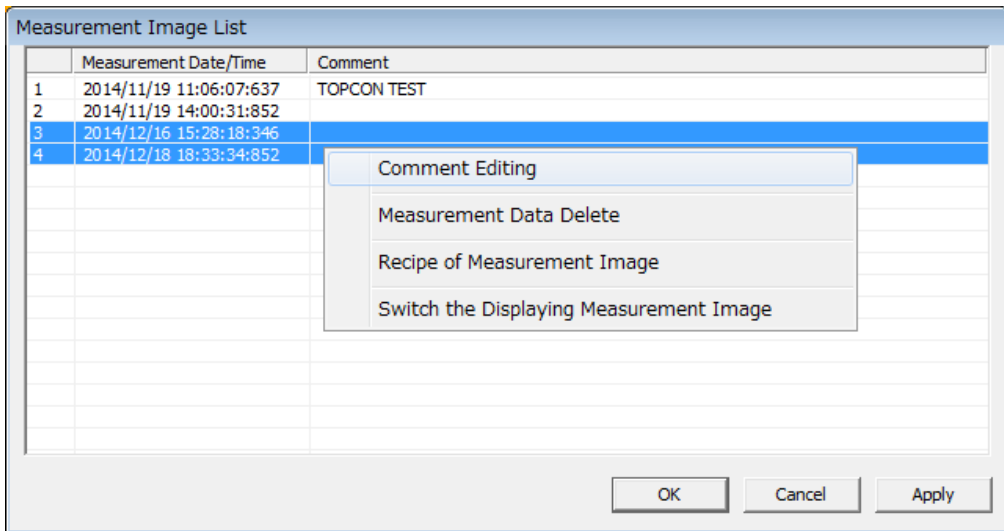 Measurement Image List
Measurement Date/Time Comment
1 2014/11/19 11:06:07:637 TOPCON TEST
2 2014/11/19 14:00:31:852
3 2014/12/16 15:28:18:346
4 2014/12/18 18:33:34:852
Comment Editing
Measurement Data Delete
Recipe of Measurement Image
Switch the Displaying Measurement Image
OK Cancel Apply